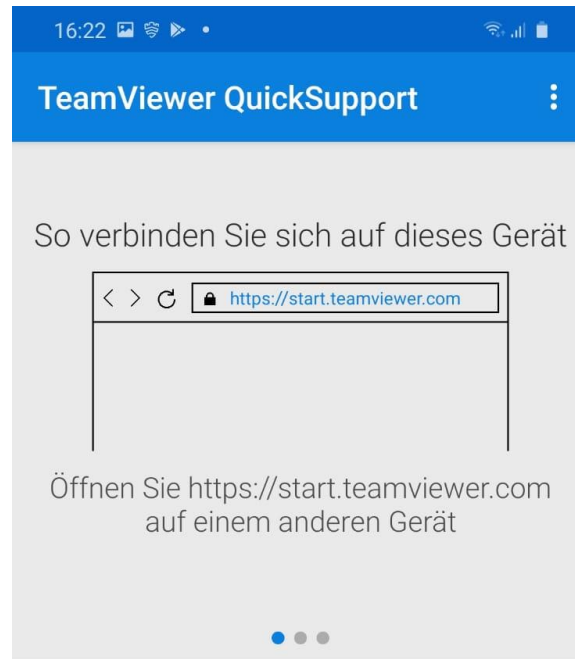 16:22
TeamViewer QuickSupport
So verbinden Sie sich auf dieses Gerät
https://start.teamviewer.com
Öffnen Sie https://start.teamviewer.com
auf einem anderen Gerät